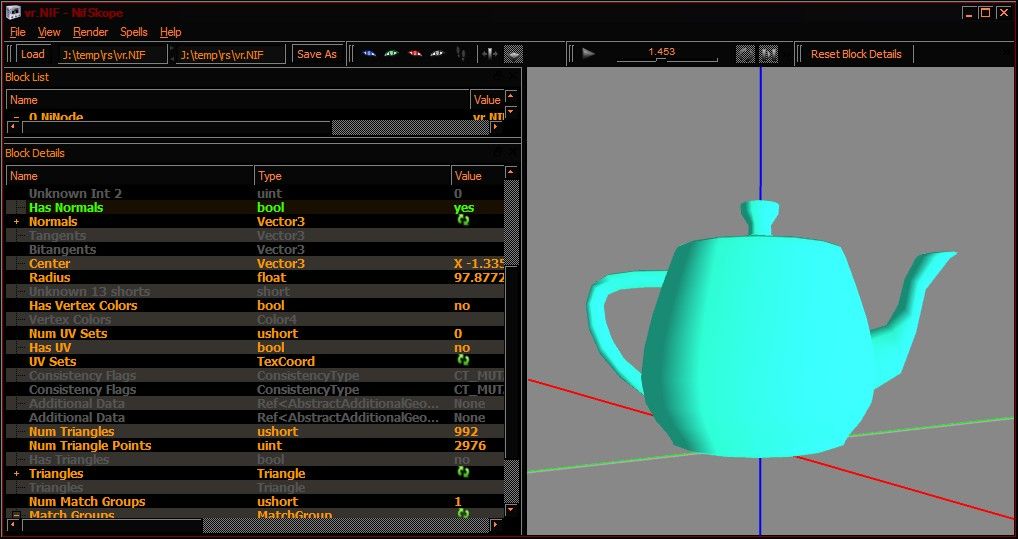 vr.NIF - NifSkope
File View Render Spells Help
Load J:\temp\rs\vr.NIF J:\temp\rs\vr.NIF Save As 1.453 Reset Block Details
Block List
Name Value
0 NiNode vr.NIF
Block Details
Name Type Value
Unknown Int 2 uint 0
Has Normals bool yes
Normals Vector3
Tangents Vector3
Bitangents Vector3
Center Vector3 X -1.335
Radius float 97.8772
Unknown 13 shorts short
Has Vertex Colors bool no
Vertex Colors Color4
Num UV Sets ushort 0
Has UV bool no
UV Sets TexCoord
Consistency Flags ConsistencyType CT_MUT
Consistency Flags ConsistencyType CT_MUT
Additional Data Ref<AbstractAdditionalGeo... None
Additional Data Ref<AbstractAdditionalGeo... None
Num Triangles ushort 992
Num Triangle Points uint 2976
Has Triangles bool no
Triangles Triangle
Triangles Triangle
Num Match Groups ushort 1
Match Groups MatchGroup